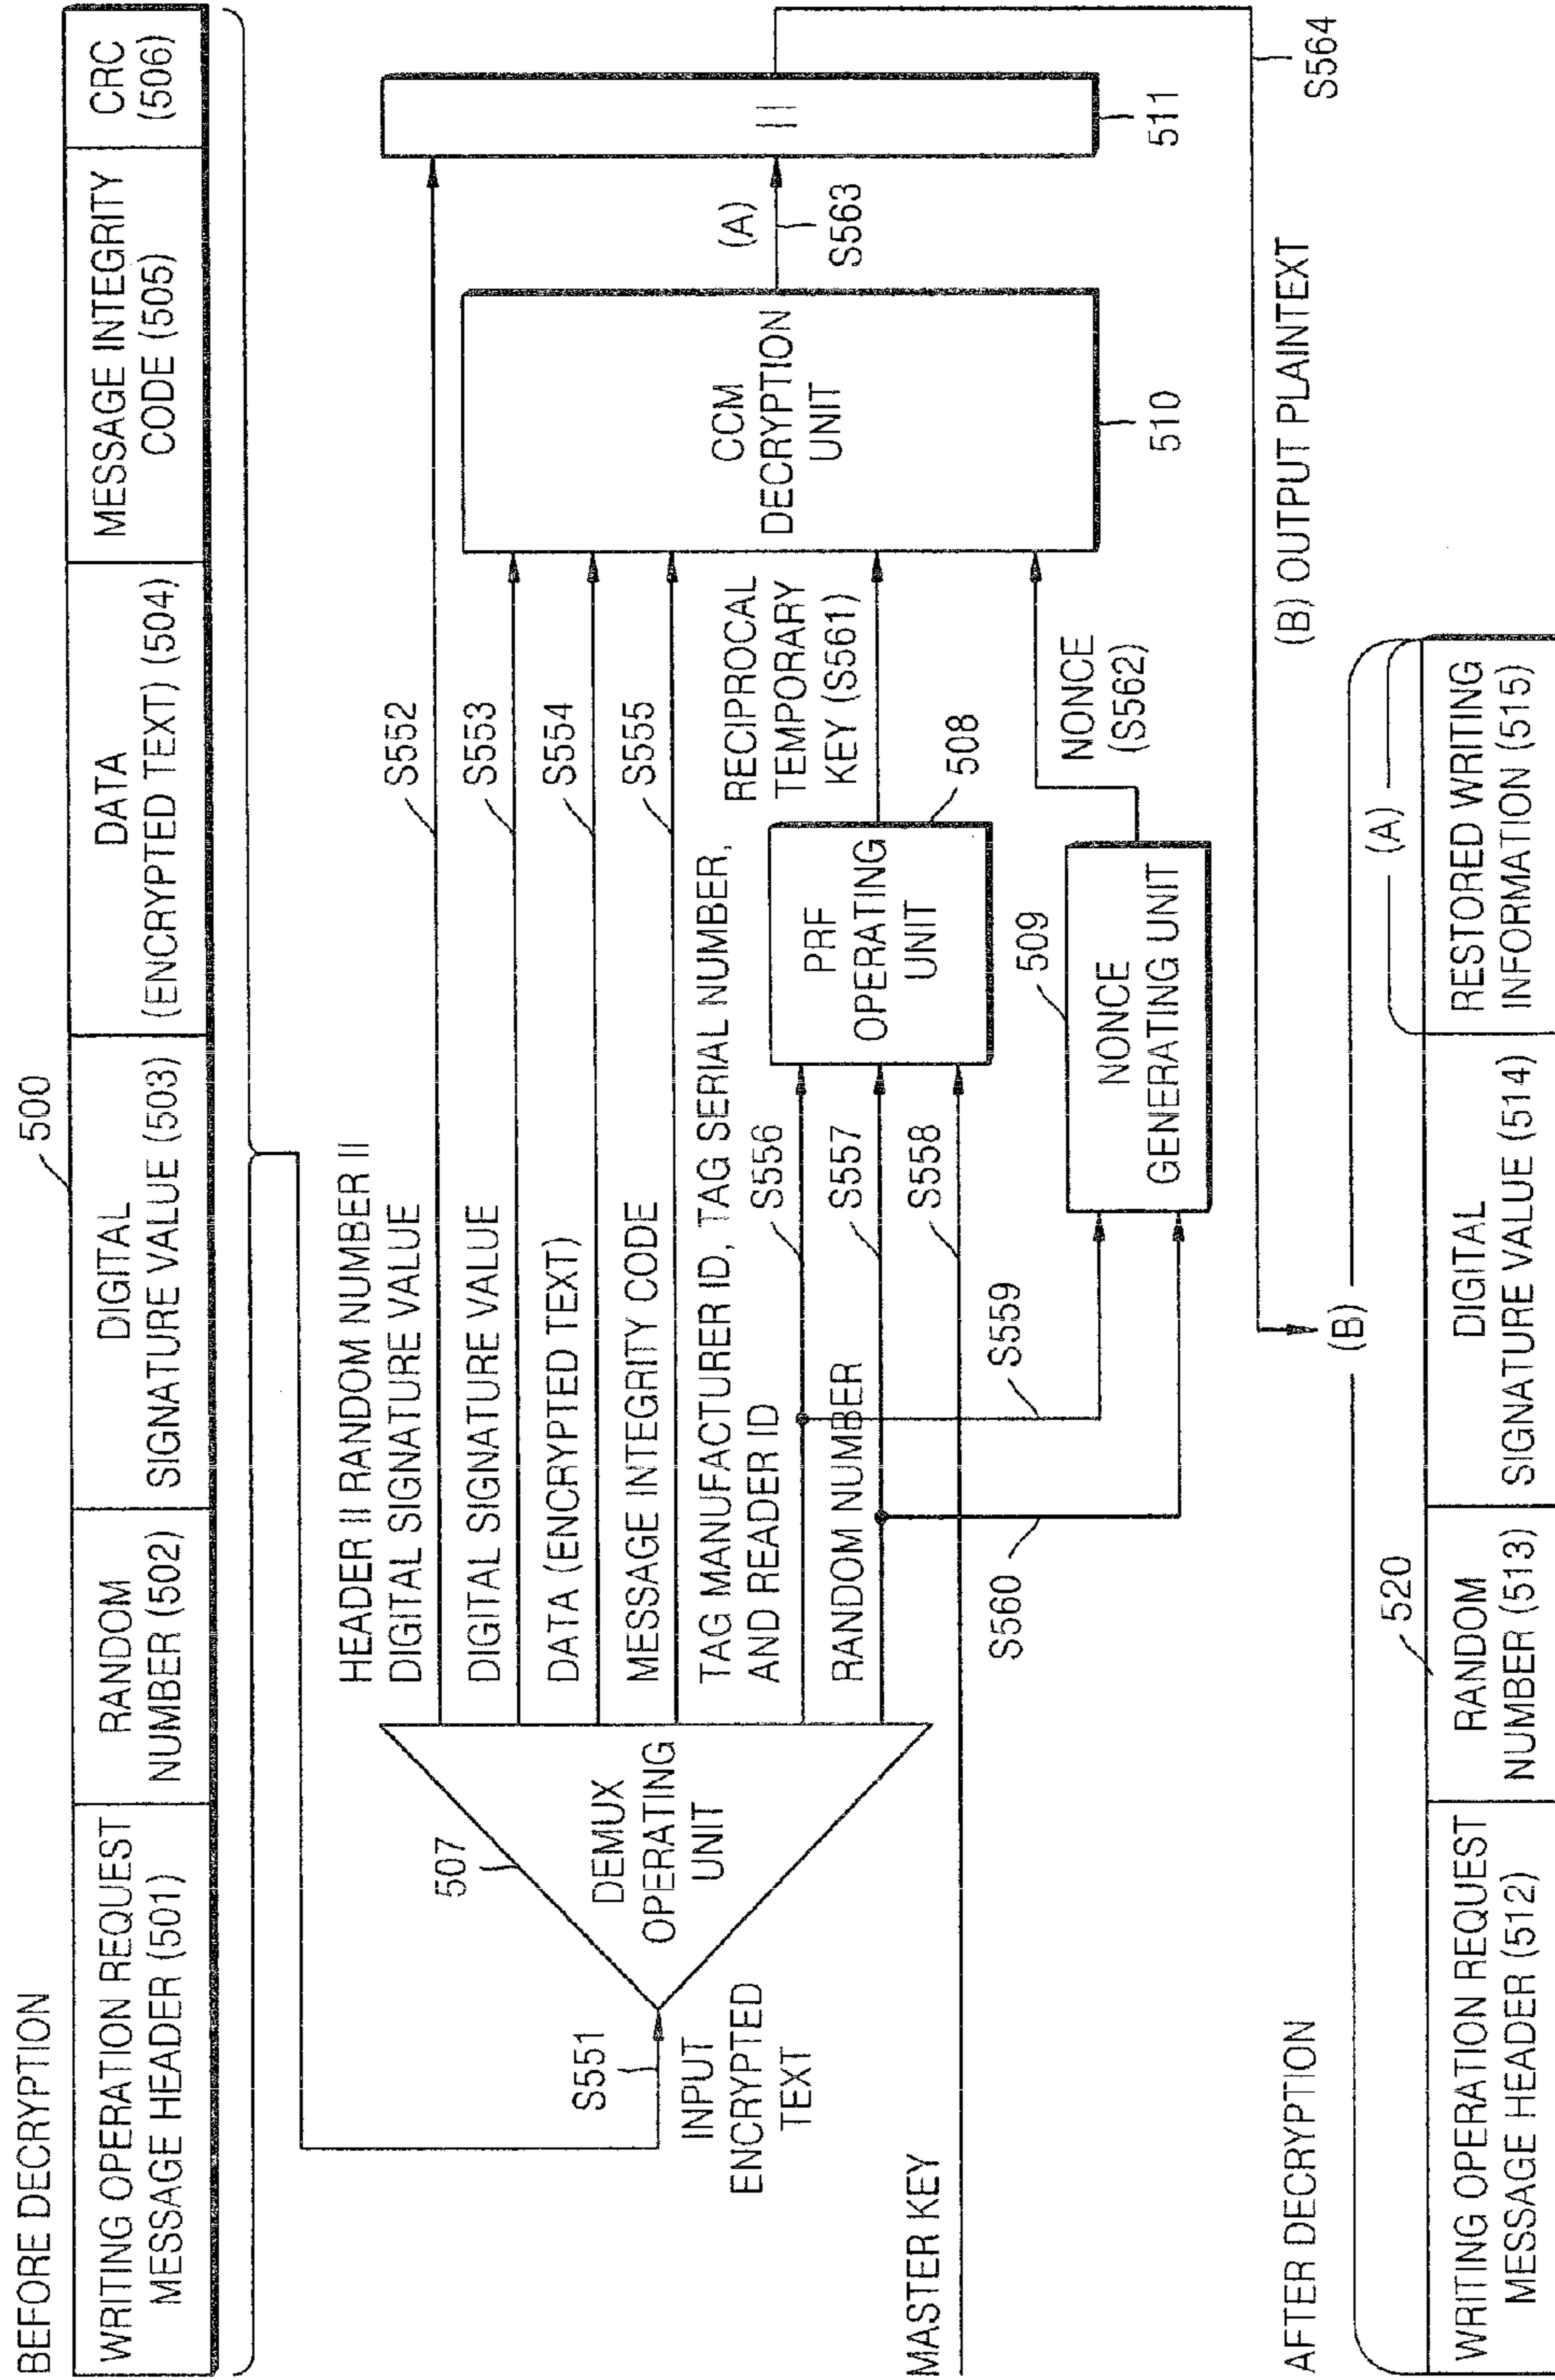 BEFORE DECRYPTION
500
WRITING OPERATION REQUEST
MESSAGE HEADER (501)
RANDOM
NUMBER (502)
DIGITAL
SIGNATURE VALUE (503)
DATA
(ENCRYPTED TEXT) (504)
MESSAGE INTEGRITY
CODE (505)
CRC
(506)
S551
INPUT
ENCRYPTED
TEXT
507
DEMUX
OPERATING
UNIT
HEADER || RANDOM NUMBER ||
DIGITAL SIGNATURE VALUE
S552
DIGITAL SIGNATURE VALUE
S553
DATA (ENCRYPTED TEXT)
S554
MESSAGE INTEGRITY CODE
S555
TAG MANUFACTURER ID, TAG SERIAL NUMBER,
AND READER ID
S556
RANDOM NUMBER
S557
MASTER KEY
S558
S559
S560
PRF
OPERATING
UNIT
508
509
NONCE
GENERATING UNIT
RECIPROCAL
TEMPORARY
KEY (S561)
NONCE
(S562)
CCM
DECRYPTION
UNIT
510
(A)
S563
||
511
S564
(B) OUTPUT PLAINTEXT
AFTER DECRYPTION
(B)
520
(A)
WRITING OPERATION REQUEST
MESSAGE HEADER (512)
RANDOM
NUMBER (513)
DIGITAL
SIGNATURE VALUE (514)
RESTORED WRITING
INFORMATION (515)